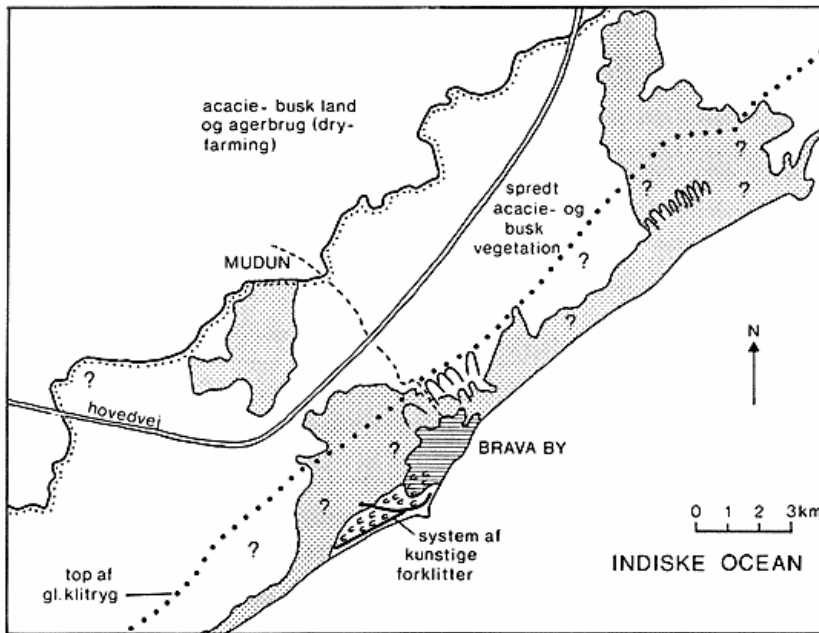 acacie- busk land
og agerbrug (dry-
farming)
spredt
acacie- og
busk
vegetation
?
?
?
?
?
MUDUN
?
hovedvej
N
?
BRAVA BY
?
?
system af
kunstige
forklitter
0 1 2 3km
INDISKE OCEAN
top af
gl. klitryg